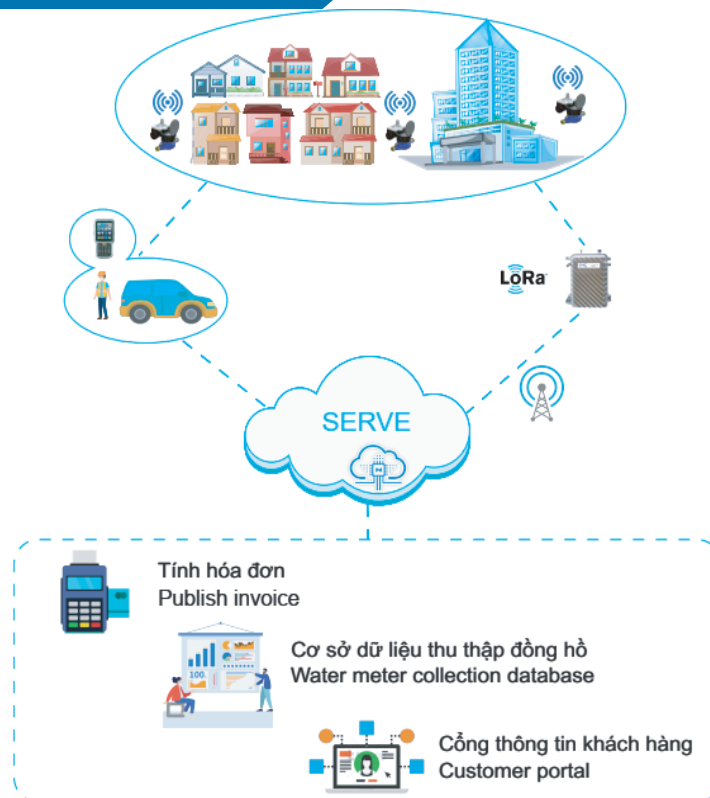 LoRa
SERVE
Tính hóa đơn
Publish invoice
100.
Cơ sở dữ liệu thu thập đồng hồ
Water meter collection database
Cổng thông tin khách hàng
Customer portal